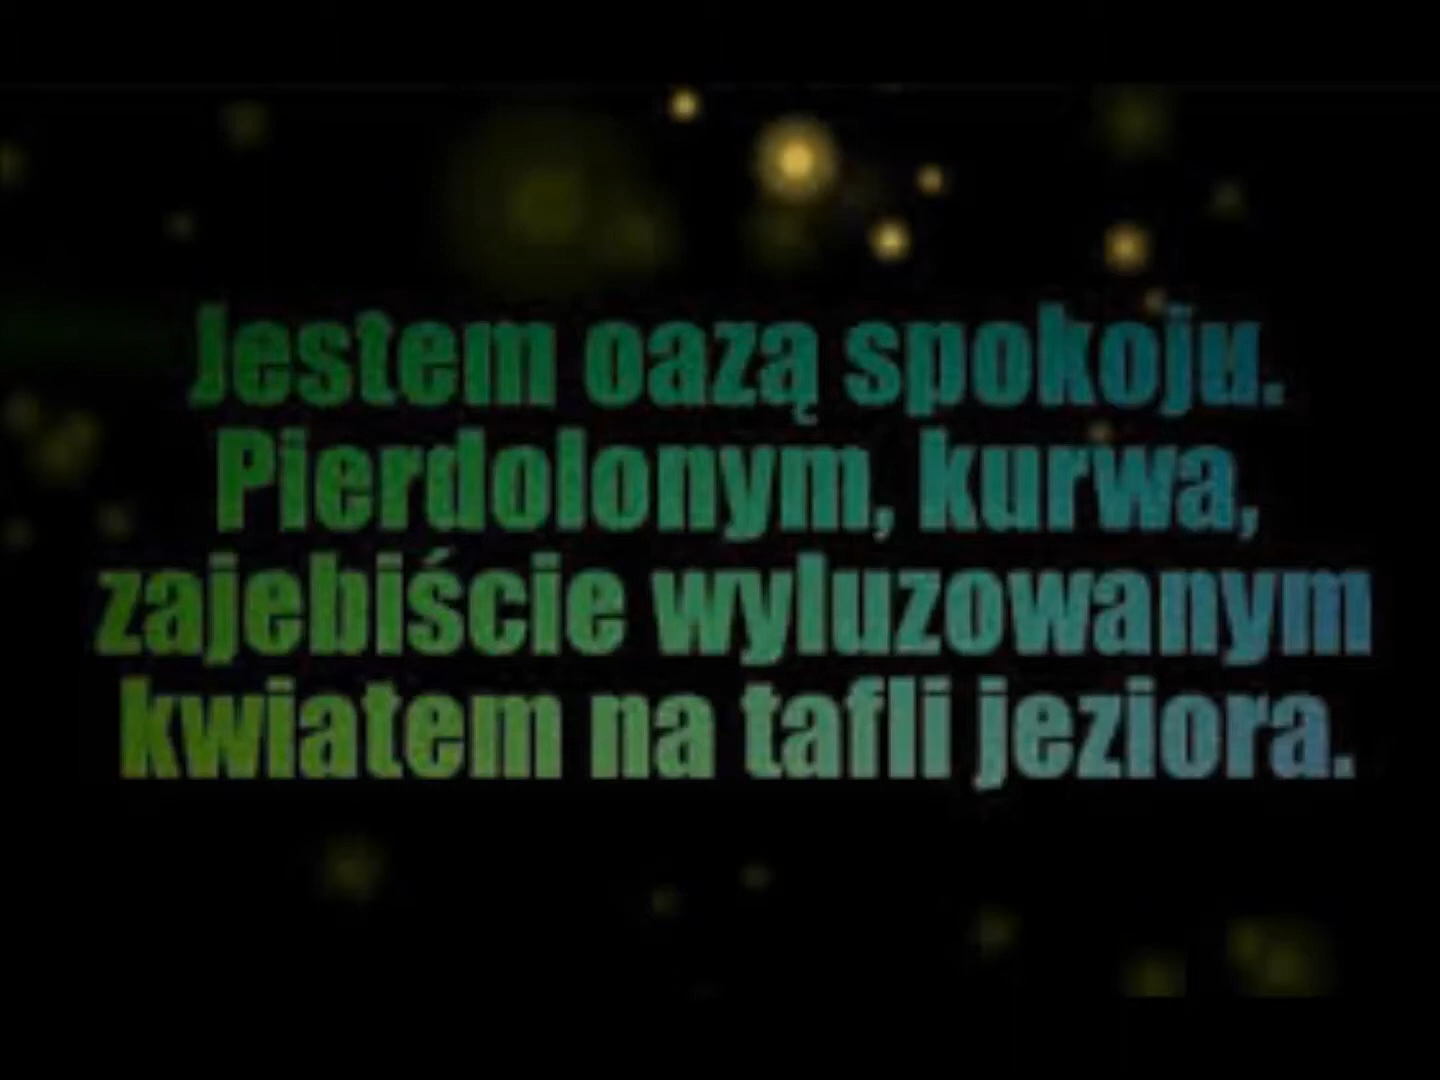 Jestem oazą spokoju.
Pierdolonym, kurwa,
zajebiście wyluzowanym
kwiatem na tafli jeziora.